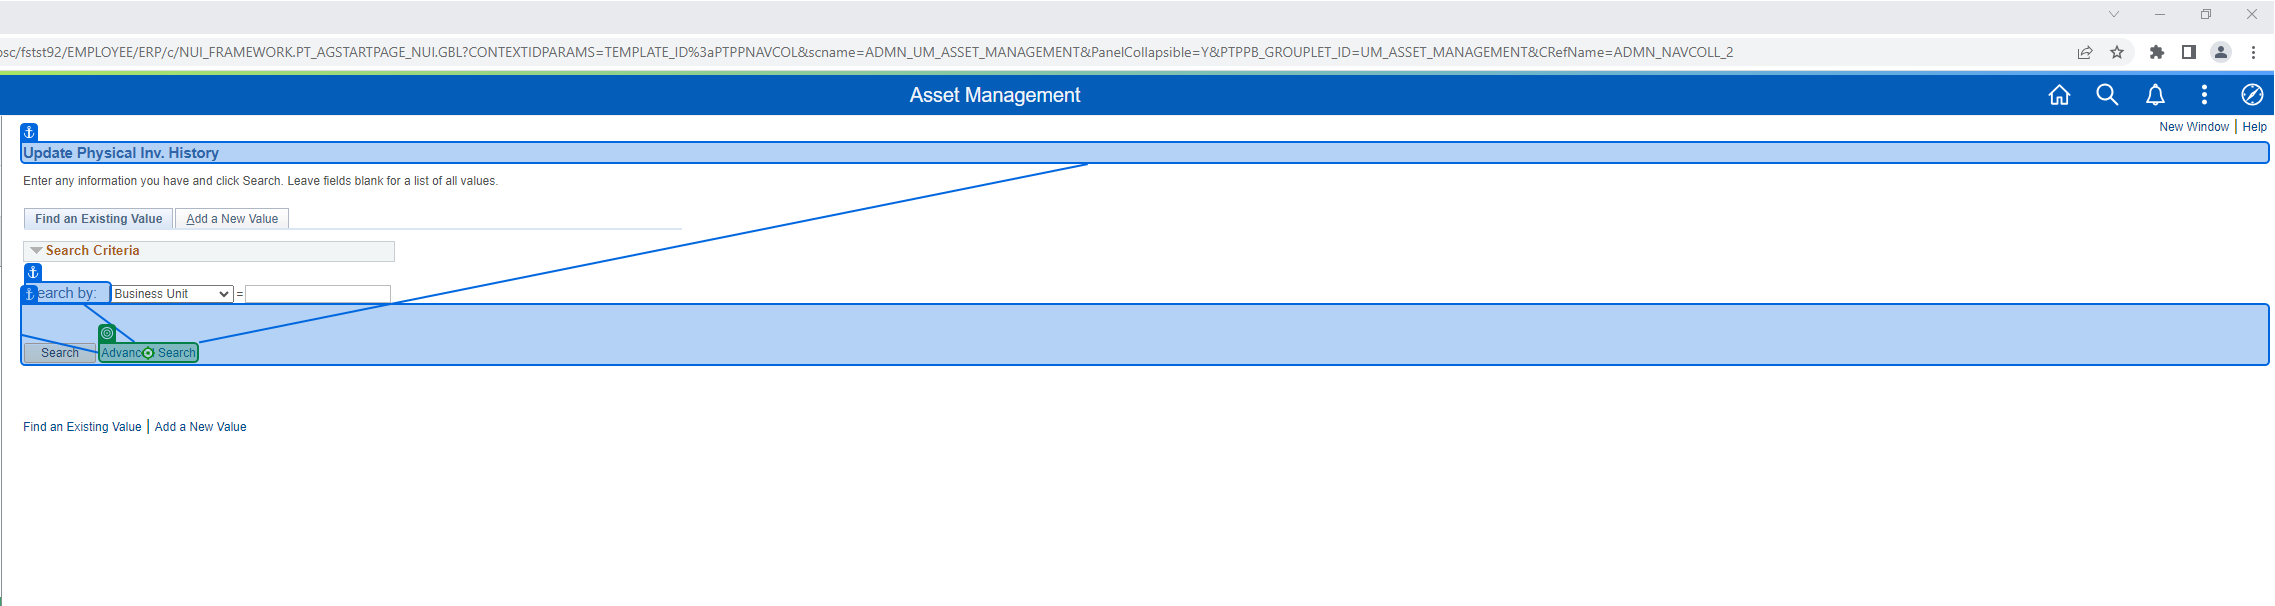 osc/fstst92/EMPLOYEE/ERP/c/NUI_FRAMEWORK.PT_AGSTARTPAGE_NUI.GBL?CONTEXTIDPARAMS=TEMPLATE_ID%3aPTPPNAVCOL&scname=ADMN_UM_ASSET_MANAGEMENT&PanelCollapsible=Y&PTPPB_GROUPLET_ID=UM_ASSET_MANAGEMENT&CRefName=ADMN_NAVCOLL_2
Asset Management
New Window | Help
Update Physical Inv. History
Enter any information you have and click Search. Leave fields blank for a list of all values.
Find an Existing Value Add a New Value
Search Criteria
earch by: Business Unit =
Search Advanc Search
Find an Existing Value | Add a New Value